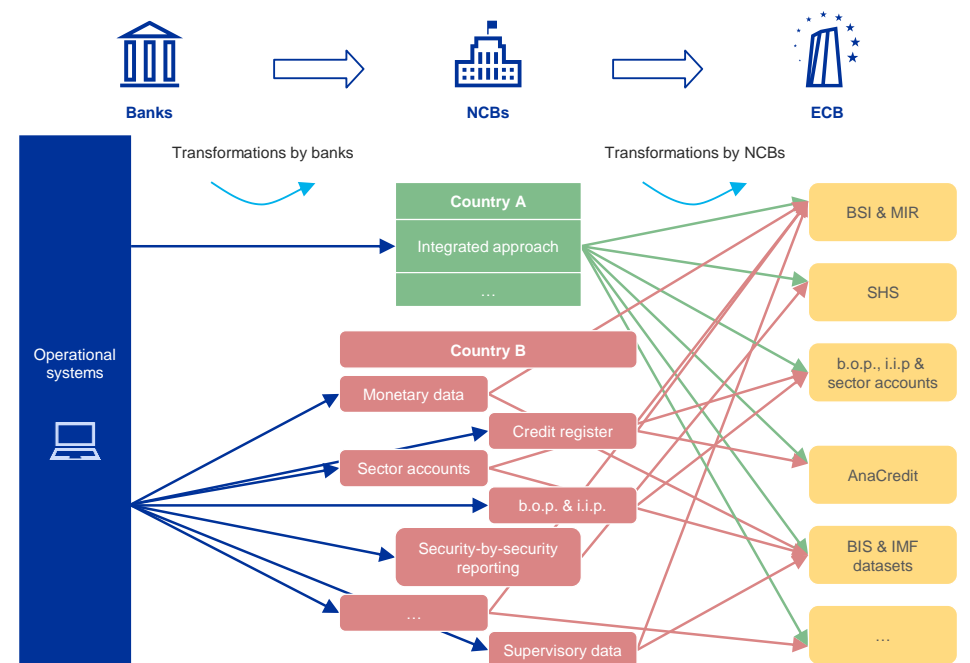 Banks
NCBs
ECB
Transformations by banks
Transformations by NCBs
Operational
systems
Country A
Integrated approach
…
Country B
Monetary data
Credit register
Sector accounts
b.o.p. & i.i.p.
Security-by-security
reporting
…
Supervisory data
BSI & MIR
SHS
b.o.p., i.i.p &
sector accounts
AnaCredit
BIS & IMF
datasets
…